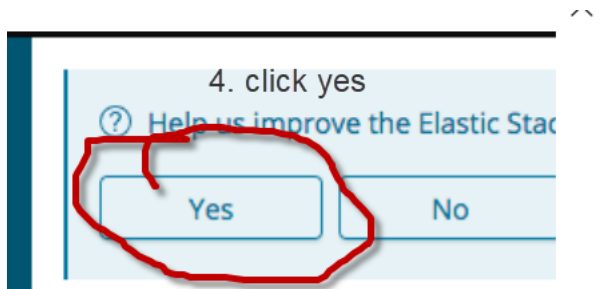 4. click yes
? Help us improve the Elastic Stac
Yes
No